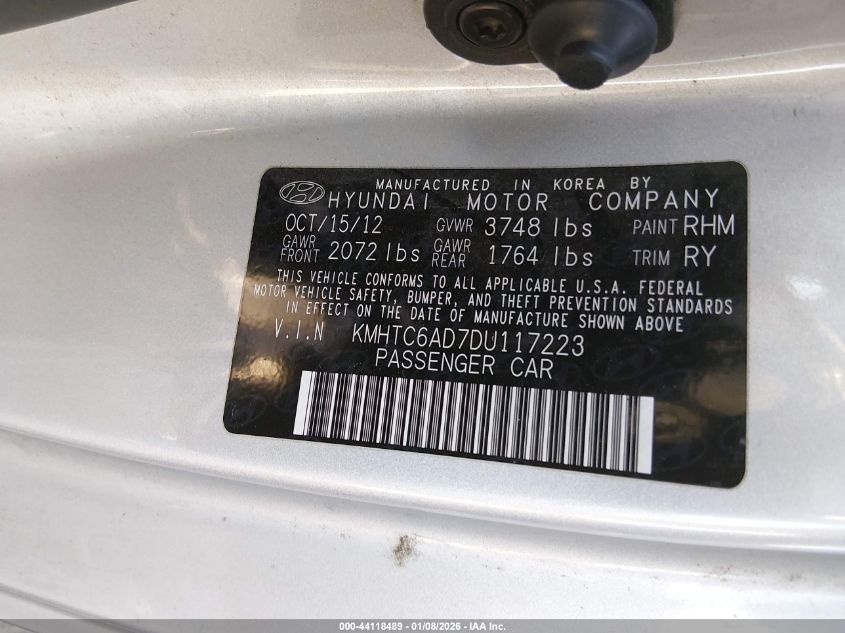 MANUFACTURED IN KOREA BY
HYUNDAI MOTOR COMPANY
OCT/15/12 GVWR 3748 lbs PAINT RHM
GAWR FRONT 2072 lbs GAWR REAR 1764 lbs TRIM RY
THIS VEHICLE CONFORMS TO ALL APPLICABLE U.S.A. FEDERAL
MOTOR VEHICLE SAFETY, BUMPER, AND THEFT PREVENTION STANDARDS
IN EFFECT ON THE DATE OF MANUFACTURE SHOWN ABOVE
V.I.N KMHTC6AD7DU117223
PASSENGER CAR
000-44118489 - 01/08/2026 - IAA Inc.